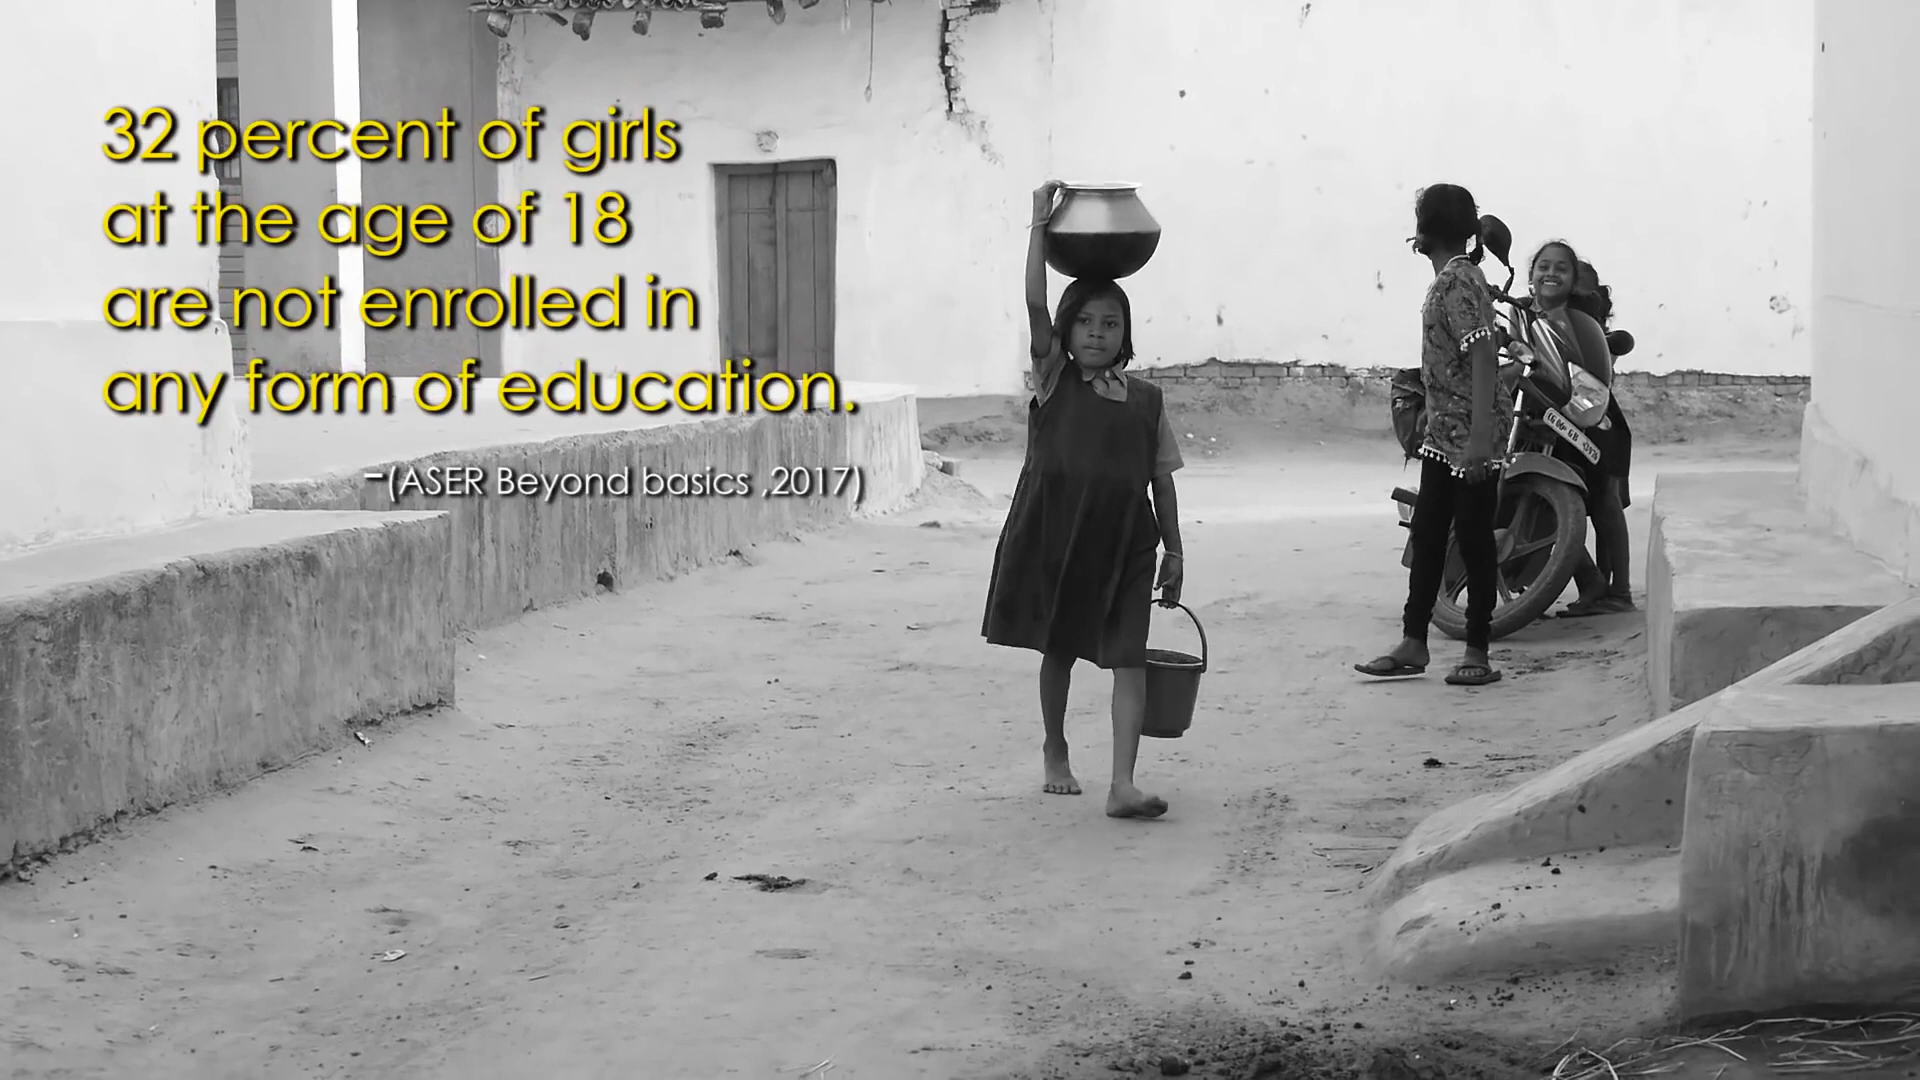 32 percent of girls
at the age of 18
are not enrolled in
any form of education.
-(ASER Beyond basics ,2017)